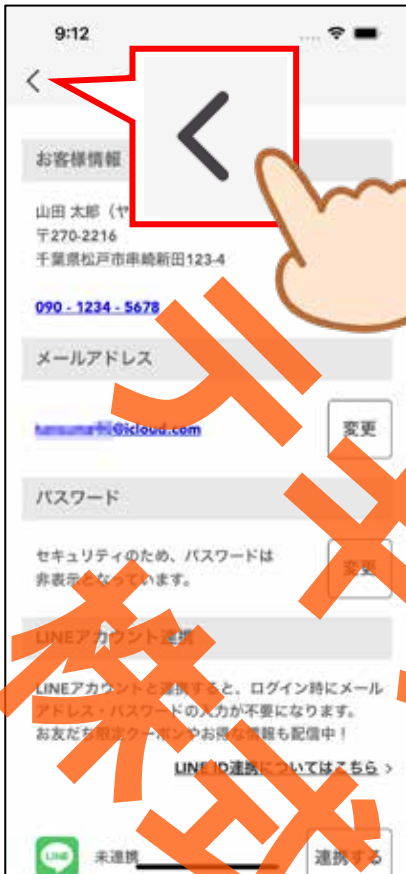 9:12
お客様情報
山田 太郎（ヤ
〒270-2216
千葉県松戸市串崎新田123-4
090 - 1234 - 5678
メールアドレス
@icloud.com
変更
パスワード
セキュリティのため、パスワードは
非表示となっています。
変更
LINEアカウント連携
LINEアカウントと連携すると、ログイン時にメール
アドレス・パスワードの入力が不要になります。
お友だち限定クーポンやお得な情報も配信中！
LINE ID連携についてはこちら >
LINE 未連携
連携する